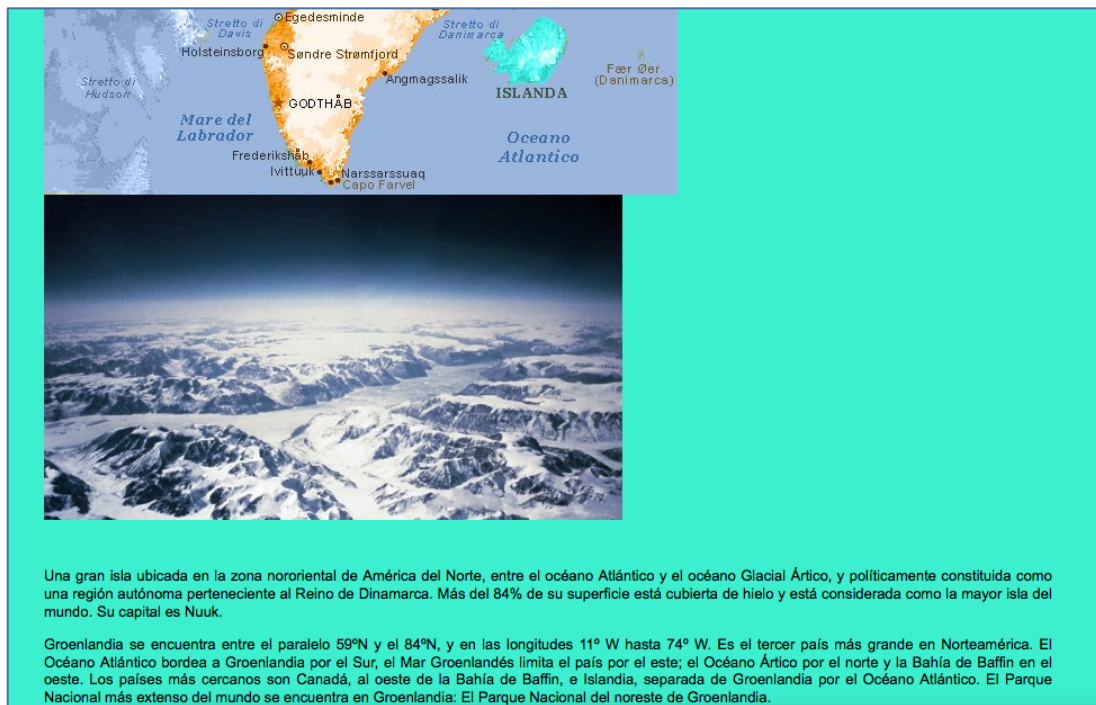 Egedesminde
Stretto di
Davis
Stretto di
Danimarca
Holsteinsborg
Søndre Strømfjord
Fær Øer
(Danimarca)
Stretto di
Hudson
Angmagssalik
ISLANDA
GODTHÅB
Mare del
Labrador
Oceano
Atlantico
Frederikshåb
Ivittuuk
Narssarssuaq
Capo Farvel
Una gran isla ubicada en la zona nororiental de América del Norte, entre el océano Atlántico y el océano Glacial Ártico, y políticamente constituida como
una región autónoma perteneciente al Reino de Dinamarca. Más del 84% de su superficie está cubierta de hielo y está considerada como la mayor isla del
mundo. Su capital es Nuuk.
Groenlandia se encuentra entre el paralelo 59ºN y el 84ºN, y en las longitudes 11º W hasta 74º W. Es el tercer país más grande en Norteamérica. El
Océano Atlántico bordea a Groenlandia por el Sur, el Mar Groenlandés limita el país por el este; el Océano Ártico por el norte y la Bahía de Baffin en el
oeste. Los países más cercanos son Canadá, al oeste de la Bahía de Baffin, e Islandia, separada de Groenlandia por el Océano Atlántico. El Parque
Nacional más extenso del mundo se encuentra en Groenlandia: El Parque Nacional del noreste de Groenlandia.